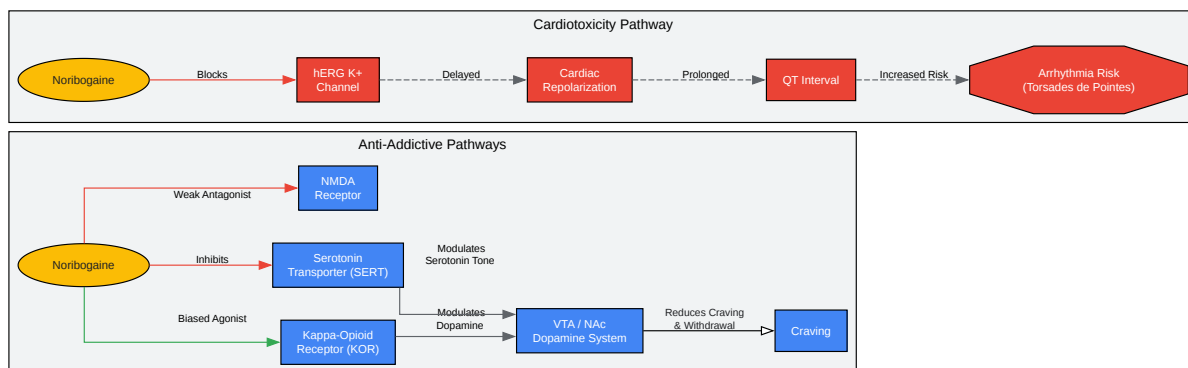 Cardiotoxicity Pathway
Noribogaine
Blocks
hERG K+
Channel
Delayed
Cardiac
Repolarization
Prolonged
QT Interval
Increased Risk
Arrhythmia Risk
(Torsades de Pointes)
Anti-Addictive Pathways
Weak Antagonist
NMDA
Receptor
Noribogaine
Inhibits
Serotonin
Transporter (SERT)
Modulates
Serotonin Tone
Biased Agonist
Kappa-Opioid
Receptor (KOR)
Modulates
Dopamine
VTA / NAc
Dopamine System
Reduces Craving
& Withdrawal
Craving